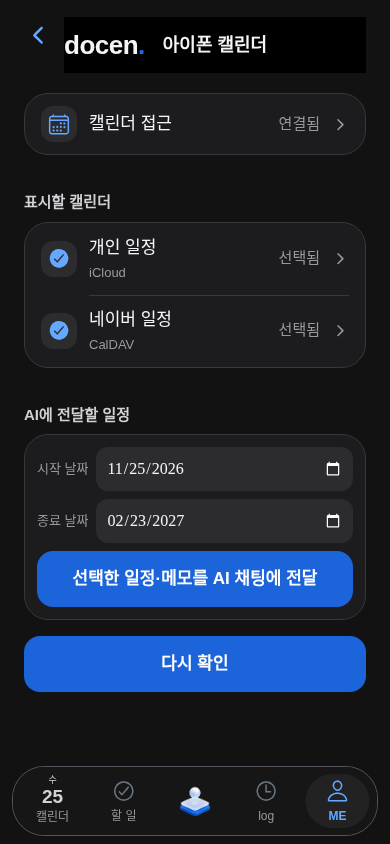 docen. 아이폰 캘린더
캘린더 접근 연결됨
표시할 캘린더
개인 일정 선택됨
iCloud
네이버 일정 선택됨
CalDAV
AI에 전달할 일정
시작 날짜 11/25/2026
종료 날짜 02/23/2027
선택한 일정·메모를 AI 채팅에 전달
다시 확인
수
25
캘린더 할 일 log ME